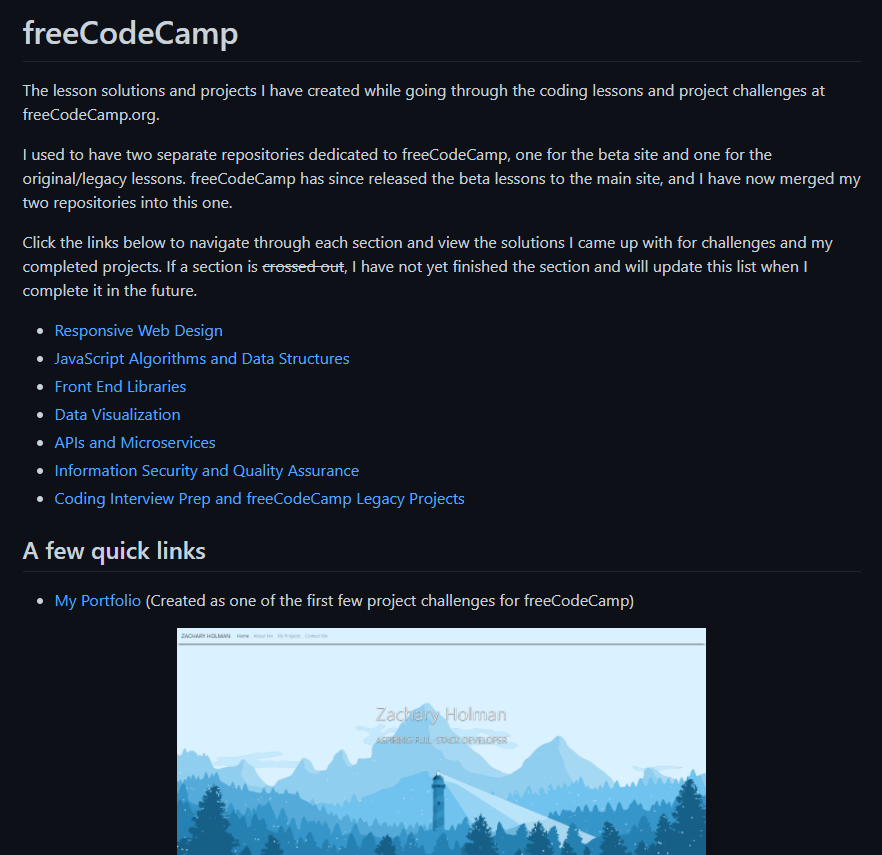 freeCodeCamp
The lesson solutions and projects I have created while going through the coding lessons and project challenges at
freeCodeCamp.org.
I used to have two separate repositories dedicated to freeCodeCamp, one for the beta site and one for the
original/legacy lessons. freeCodeCamp has since released the beta lessons to the main site, and I have now merged my
two repositories into this one.
Click the links below to navigate through each section and view the solutions I came up with for challenges and my
completed projects. If a section is crossed out, I have not yet finished the section and will update this list when I
complete it in the future.
Responsive Web Design
JavaScript Algorithms and Data Structures
Front End Libraries
Data Visualization
APIs and Microservices
Information Security and Quality Assurance
Coding Interview Prep and freeCodeCamp Legacy Projects
A few quick links
My Portfolio (Created as one of the first few project challenges for freeCodeCamp)
ZACHARY HOLMAN Home About Me My Projects Contact Me
Zachary Holman
ASPIRING FULL STACK DEVELOPER